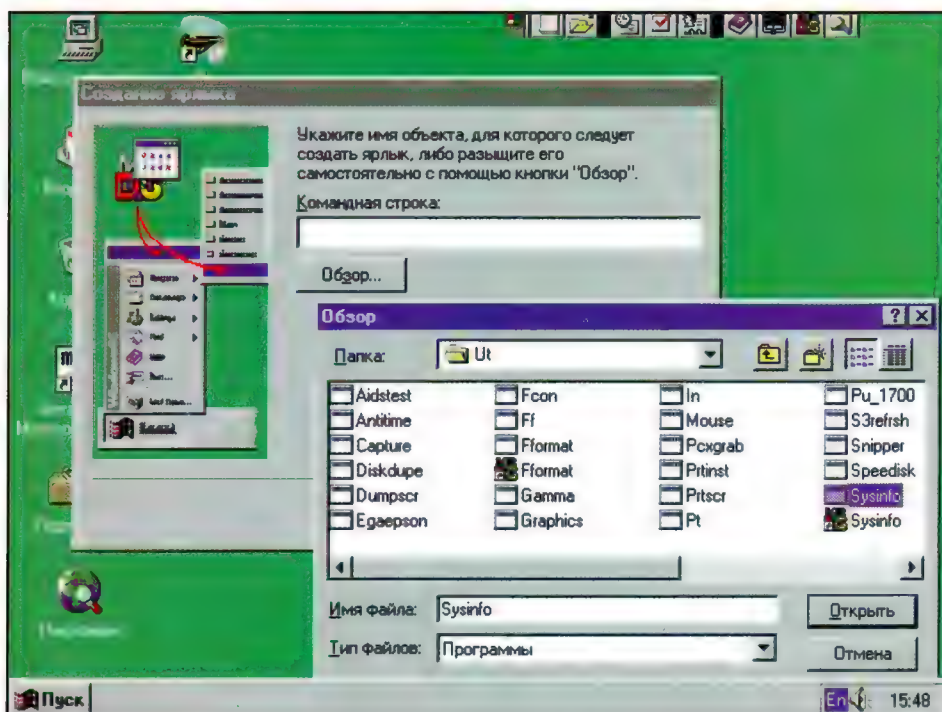 Создание ярлыка
Укажите имя объекта, для которого следует
создать ярлык, либо разыщите его
самостоятельно с помощью кнопки "Обзор".
Командная строка:
Обзор...
Обзор
Папка:
Ut
Aidstest
Antitime
Capture
Diskdupe
Dumpscr
Egaepson
Fcon
Ff
Fformat
Fformat
Gamma
Graphics
In
Mouse
Pcxgrab
Prtinst
Prtscr
Pt
Pu_1700
S3refrsh
Snipper
Speedisk
Sysinfo
Sysinfo
Имя файла:
Sysinfo
Открыть
Тип файлов:
Программы
Отмена
Пуск
En
15:48